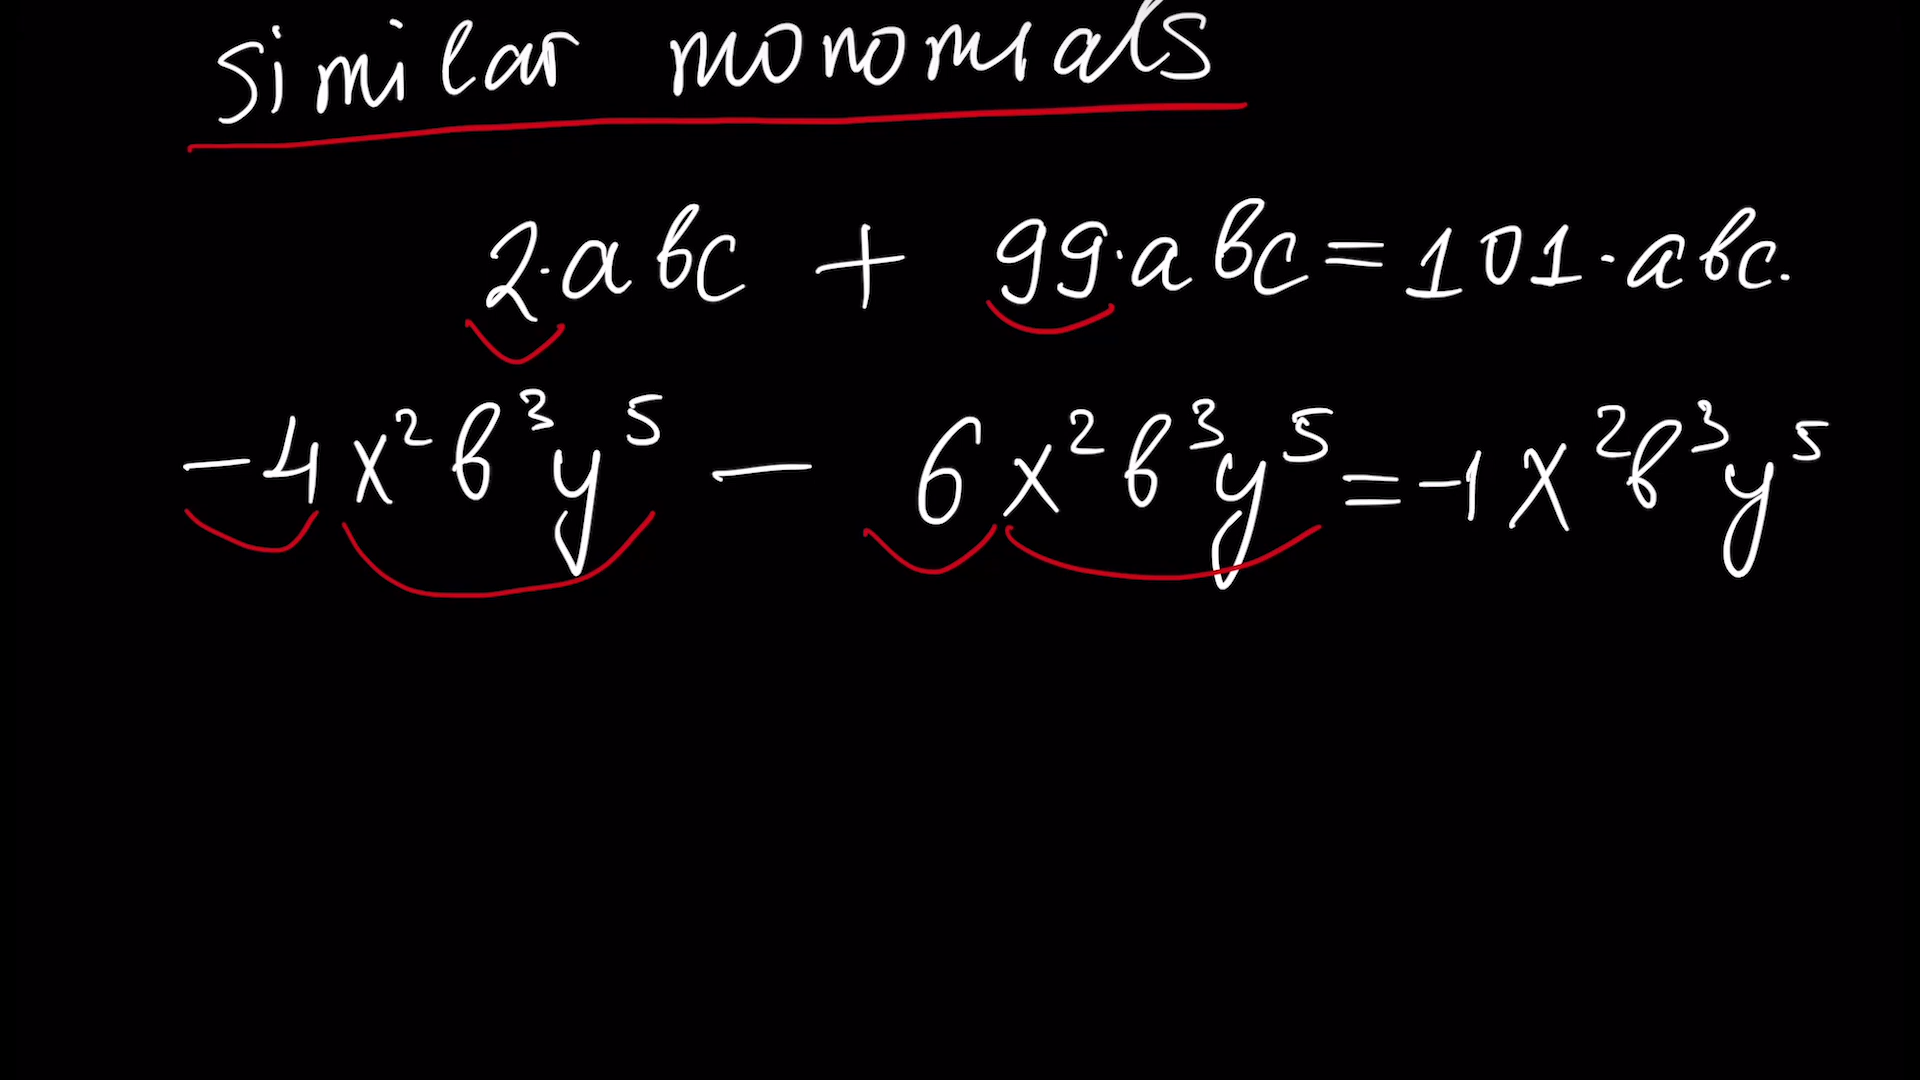 similar monomials
2·abc + 99·abc = 101·abc.
-4x²b³y⁵ - 6x²b³y⁵ = -1x²b³y⁵